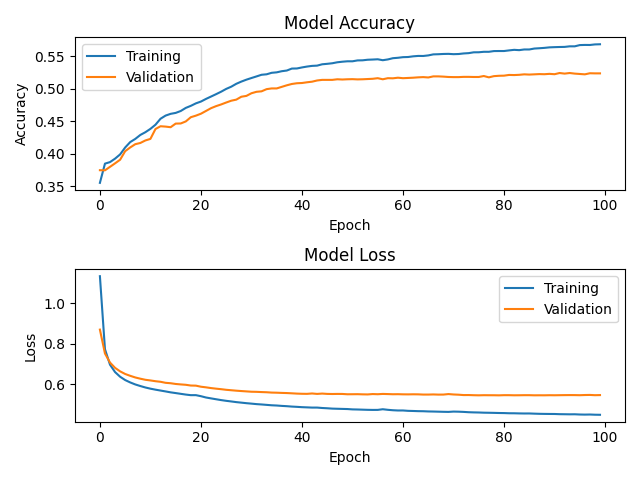 Model Accuracy
Training
Validation
Accuracy
0.55
0.50
0.45
0.40
0.35
0 20 40 60 80 100
Epoch
Model Loss
Training
Validation
Loss
1.0
0.8
0.6
0 20 40 60 80 100
Epoch